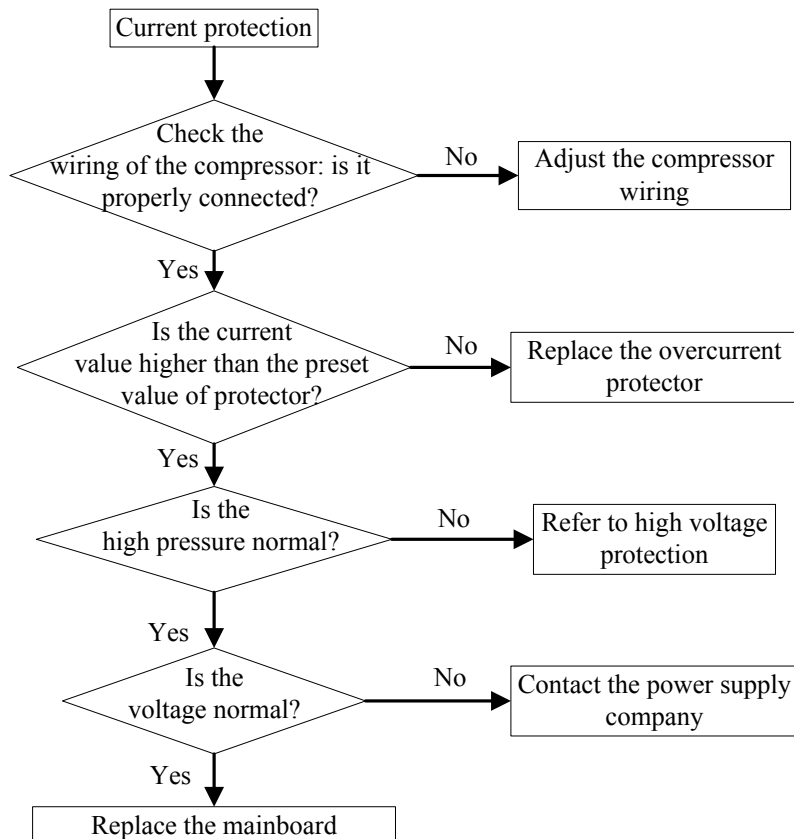 Current protection
Check the
wiring of the compressor: is it
properly connected?
No
Adjust the compressor
wiring
Yes
Is the current
value higher than the preset
value of protector?
No
Replace the overcurrent
protector
Yes
Is the
high pressure normal?
No
Refer to high voltage
protection
Yes
Is the
voltage normal?
No
Contact the power supply
company
Yes
Replace the mainboard